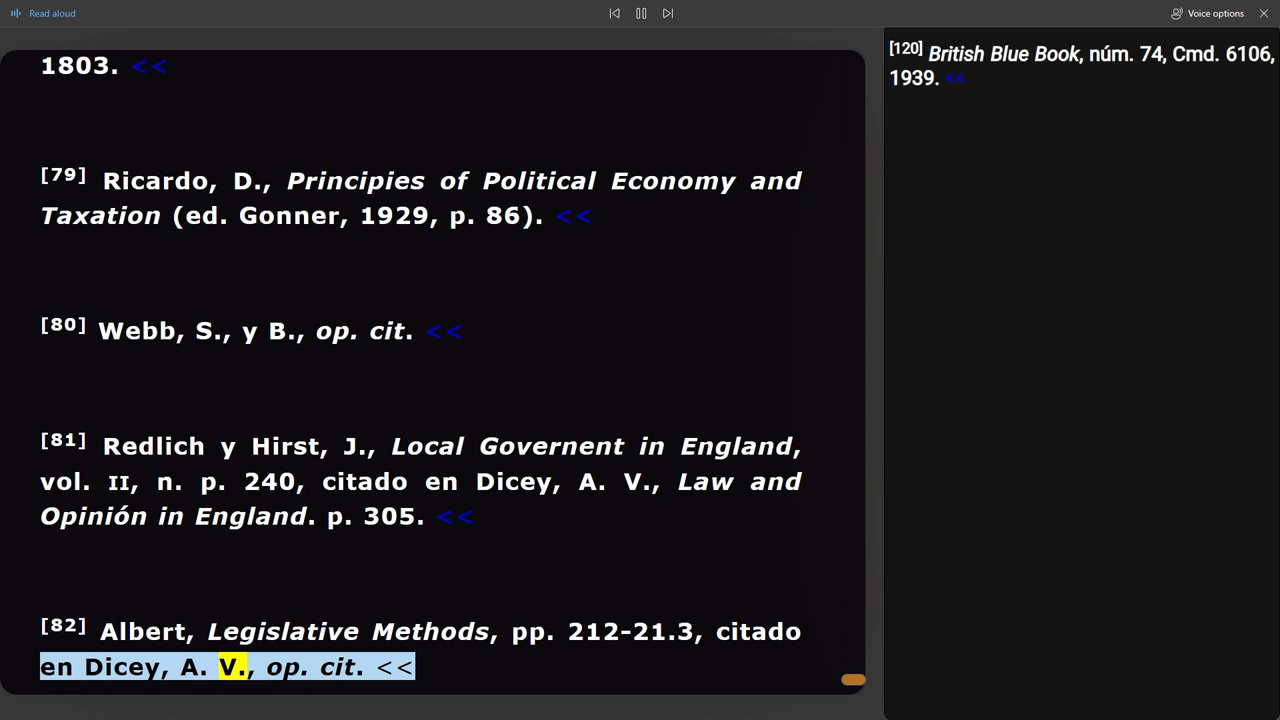 Read aloud
Voice options
1803. <<
[79] Ricardo, D., Principies of Political Economy and
Taxation (ed. Gonner, 1929, p. 86). <<
[80] Webb, S., y B., op. cit. <<
[81] Redlich y Hirst, J., Local Governent in England,
vol. II, n. p. 240, citado en Dicey, A. V., Law and
Opinión in England. p. 305. <<
[82] Albert, Legislative Methods, pp. 212-21.3, citado
en Dicey, A. V., op. cit. <<
[120] British Blue Book, núm. 74, Cmd. 6106,
1939. <<